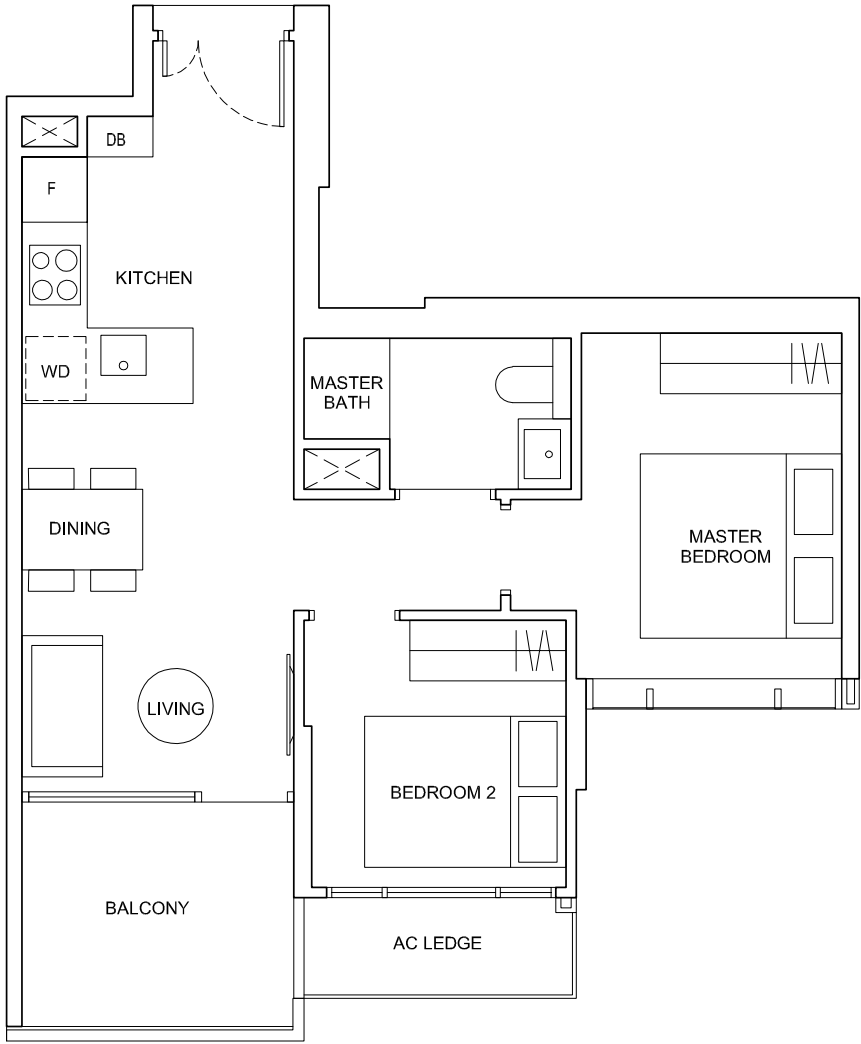 DB
F
KITCHEN
WD
MASTER
BATH
DINING
MASTER
BEDROOM
LIVING
BEDROOM 2
BALCONY
AC LEDGE